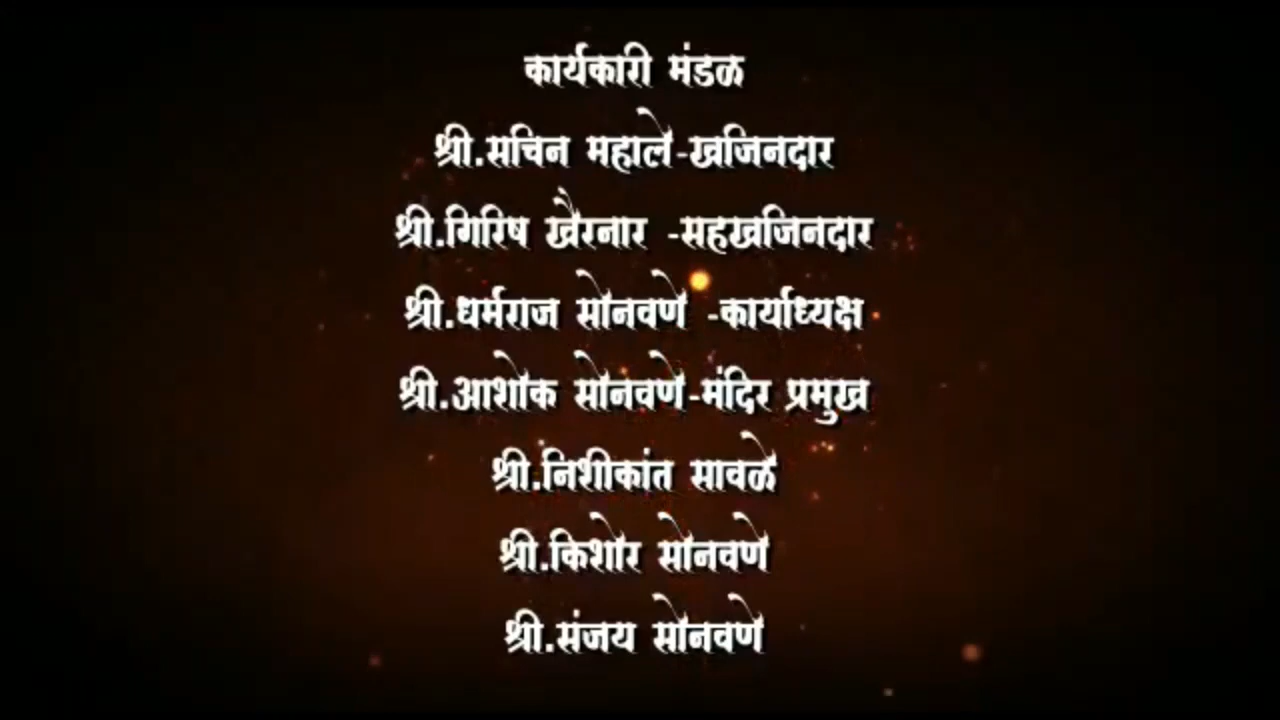 कार्यकारी मंडळ
श्री.सचिन महाले-खजिनदार
श्री.गिरिष खैरनार -सहखजिनदार
श्री.धर्मराज सोनवणे -कार्याध्यक्ष
श्री.आशोक सोनवणे-मंदिर प्रमुख
श्री.निशीकांत सावळे
श्री.किशोर सोनवणे
श्री.संजय सोनवणे